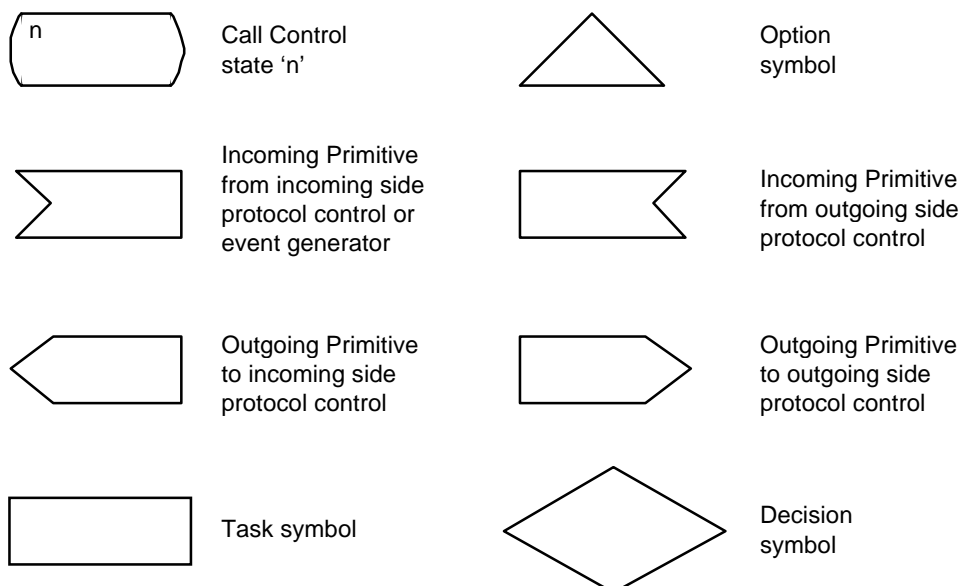 n
Call Control
state ‘n’
Option
symbol
Incoming Primitive
from incoming side
protocol control or
event generator
Incoming Primitive
from outgoing side
protocol control
Outgoing Primitive
to incoming side
protocol control
Outgoing Primitive
to outgoing side
protocol control
Task symbol
Decision
symbol